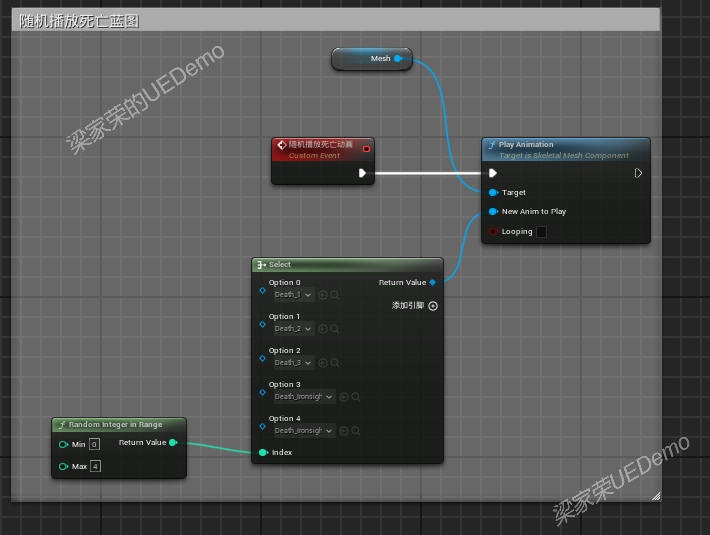 随机播放死亡蓝图
梁家荣的UEDemo
Mesh
随机播放死亡动画
Custom Event
Play Animation
Target is Skeletal Mesh Component
Target
New Anim to Play
Looping
Select
Option 0
Return Value
Death_1
添加引脚
Option 1
Death_2
Option 2
Death_3
Option 3
Death_Ironsigh
Option 4
Death_Ironsigh
Index
Random Integer in Range
Min 0
Return Value
Max 4
梁家荣UEDemo